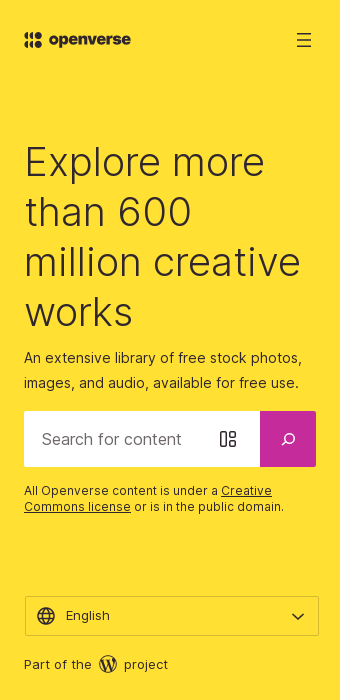 openverse
Explore more
than 600
million creative
works
An extensive library of free stock photos,
images, and audio, available for free use.
Search for content
All Openverse content is under a Creative
Commons license or is in the public domain.
English
Part of the project